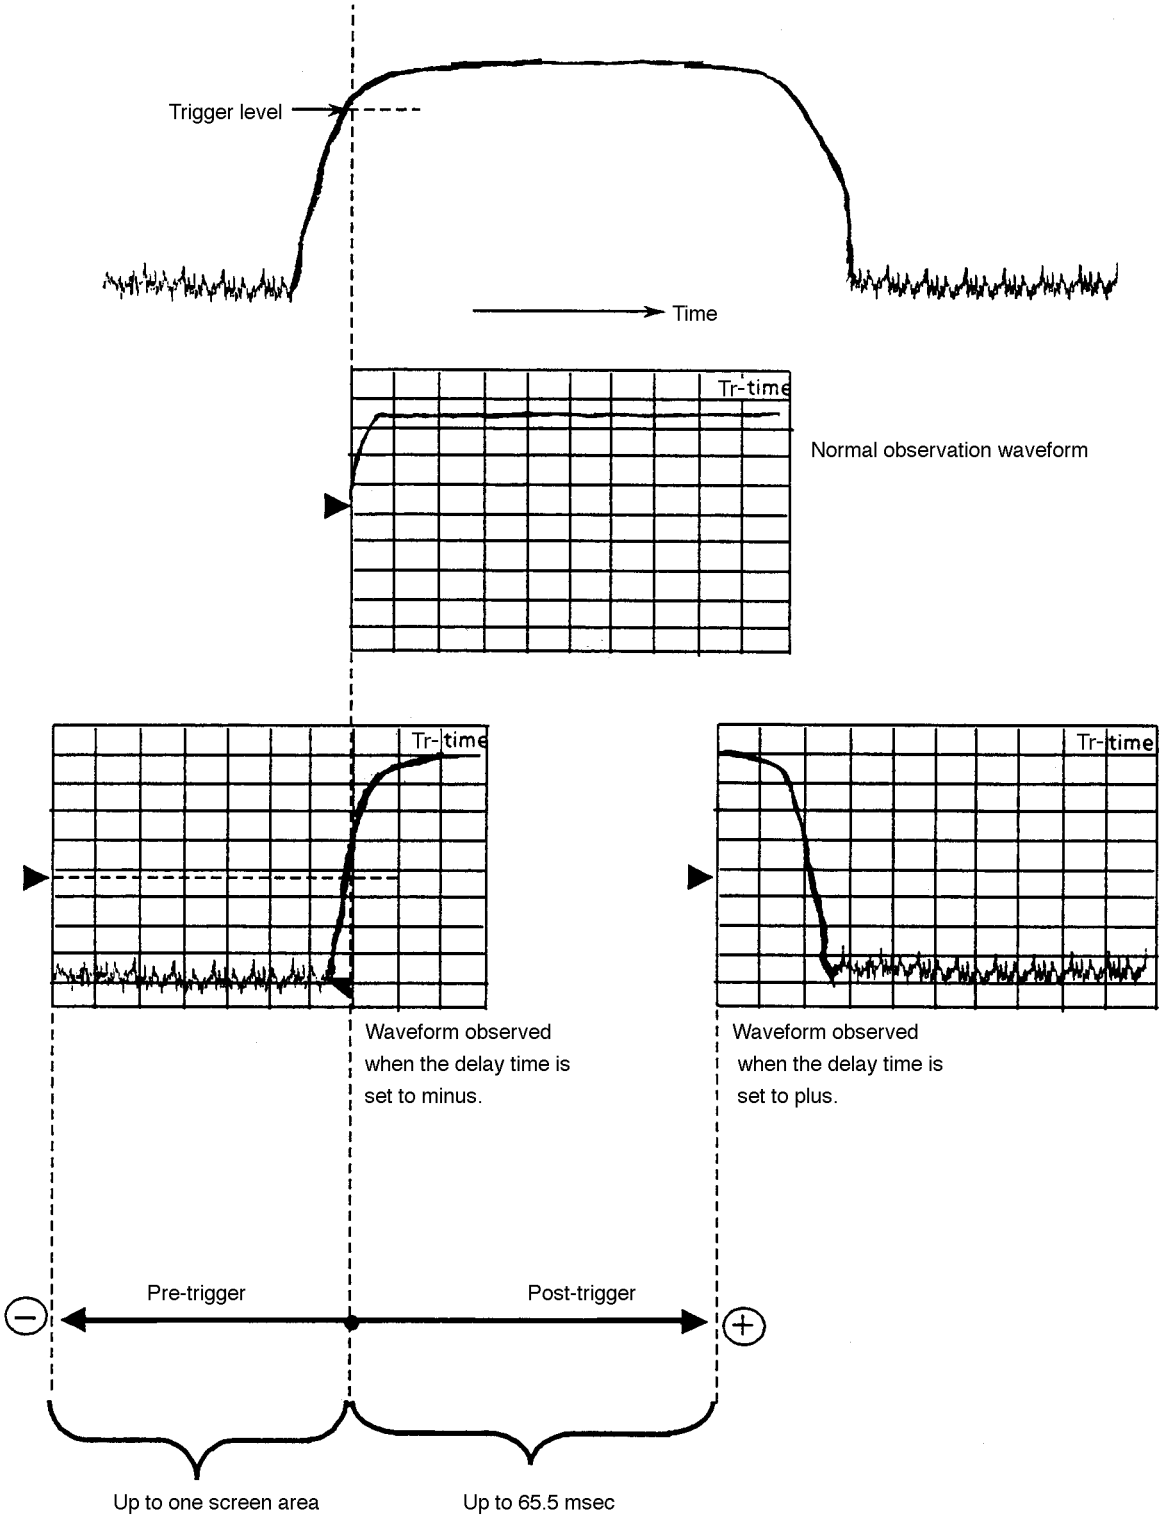 Trigger level
Time
Tr-time
Normal observation waveform
Tr-time
Tr-time
Waveform observed
when the delay time is
set to minus.
Waveform observed
when the delay time is
set to plus.
Pre-trigger
Post-trigger
−
+
Up to one screen area
Up to 65.5 msec